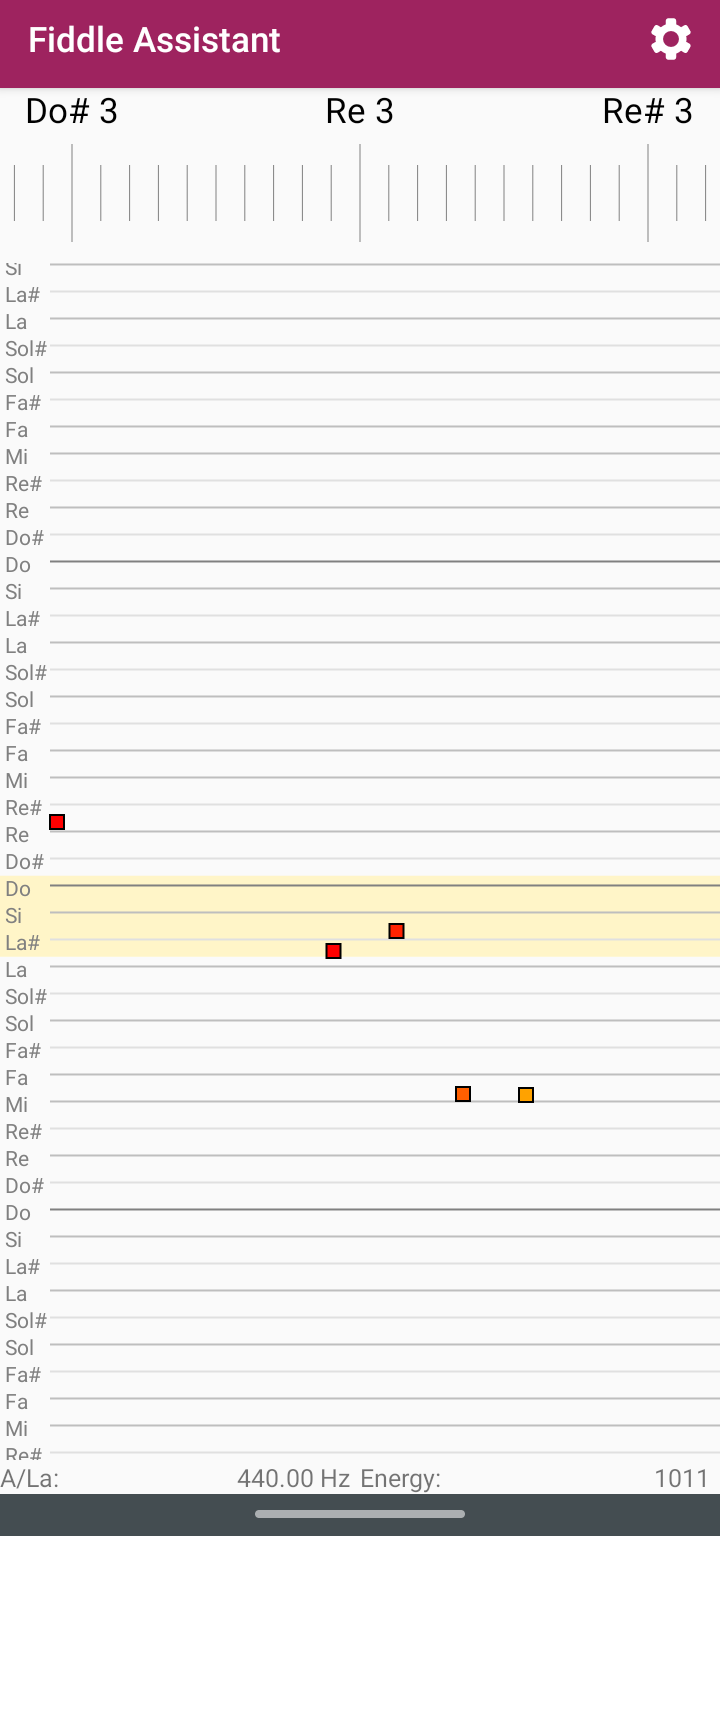 Fiddle Assistant
Do# 3 Re 3 Re# 3
Si
La#
La
Sol#
Sol
Fa#
Fa
Mi
Re#
Re
Do#
Do
Si
La#
La
Sol#
Sol
Fa#
Fa
Mi
Re#
Re
Do#
Do
Si
La#
La
Sol#
Sol
Fa#
Fa
Mi
Re#
Re
Do#
Do
Si
La#
La
Sol#
Sol
Fa#
Fa
Mi
Re#
A/La: 440.00 Hz Energy: 1011